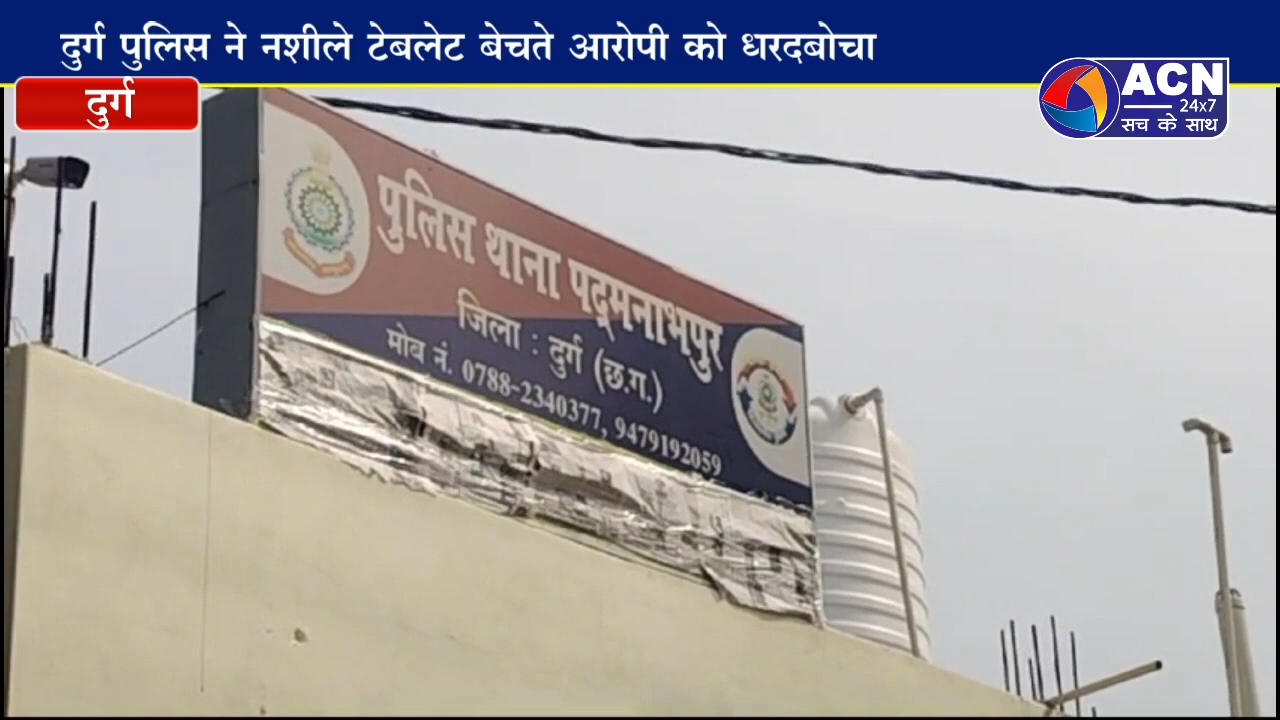 दुर्ग पुलिस ने नशीले टेबलेट बेचते आरोपी को धरदबोचा
दुर्ग
ACN
24x7
सच के साथ
पुलिस थाना पद्मनाभपुर
जिला : दुर्ग (छ.ग.)
मोब नं. 0788-2340377, 9479192059